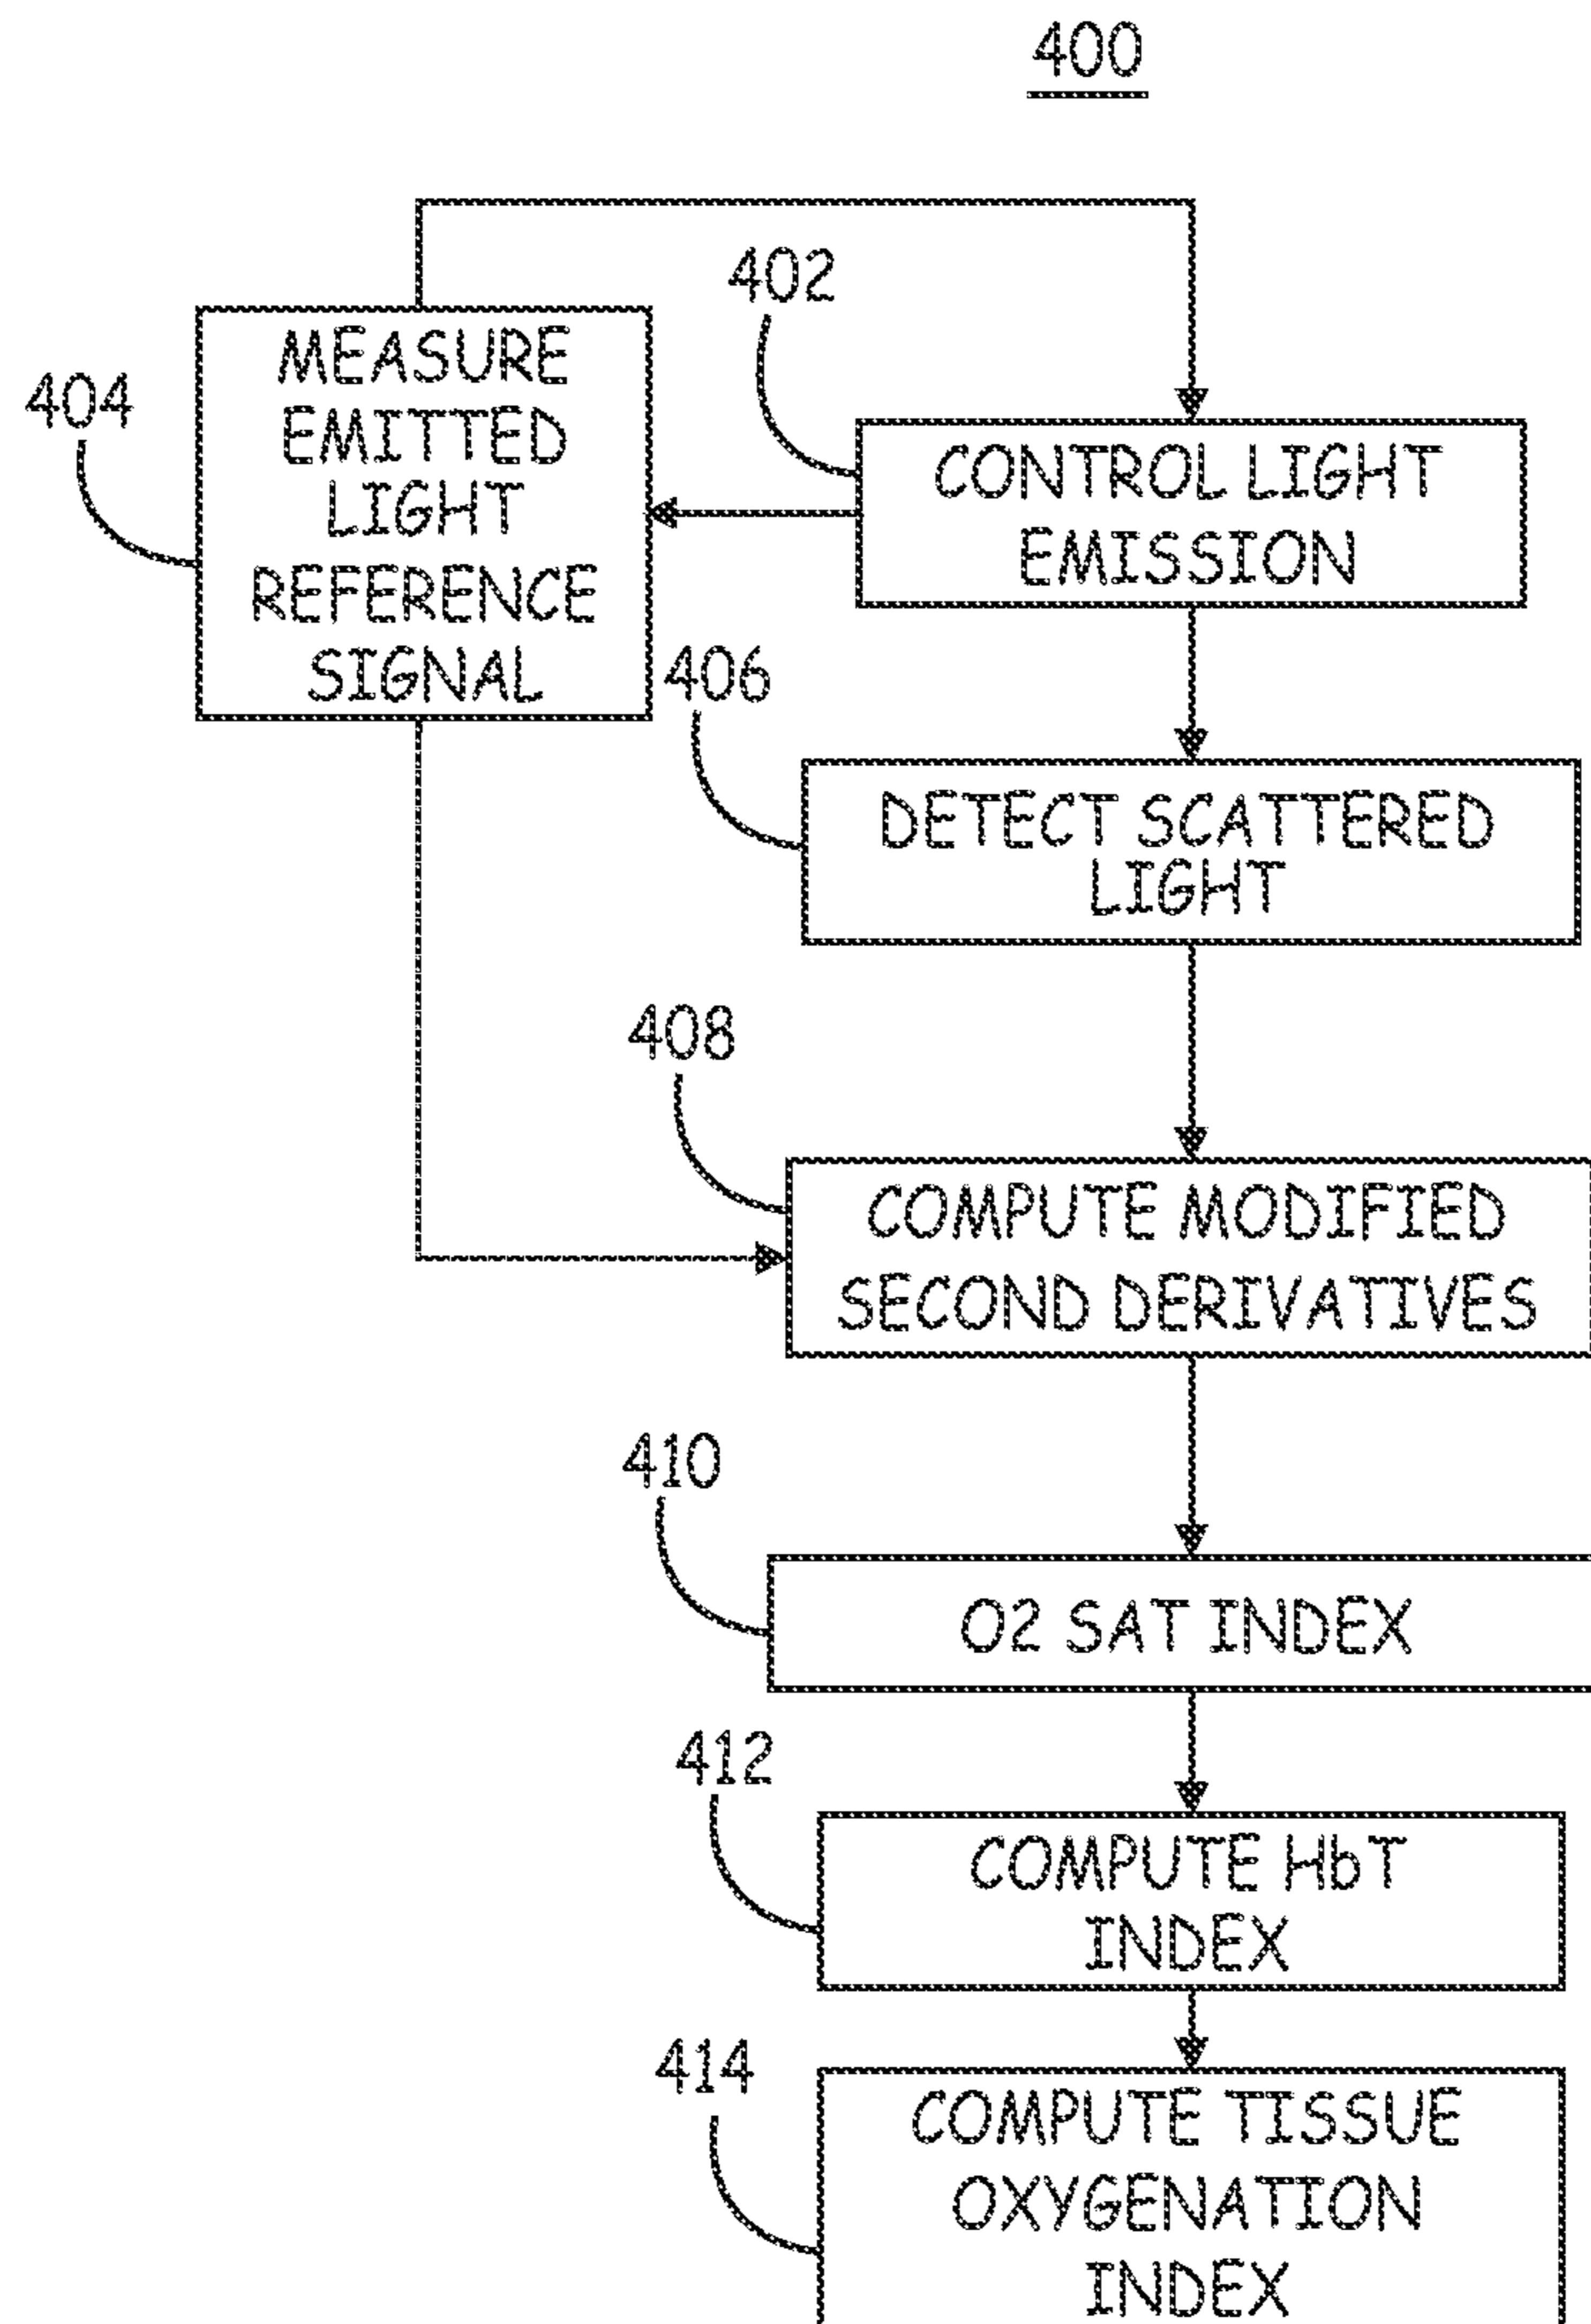 400
402
404
MEASURE
EMITTED
LIGHT
REFERENCE
SIGNAL
CONTROL LIGHT
EMISSION
406
DETECT SCATTERED
LIGHT
408
COMPUTE MODIFIED
SECOND DERIVATIVES
410
O2 SAT INDEX
412
COMPUTE HbT
INDEX
414
COMPUTE TISSUE
OXYGENATION
INDEX